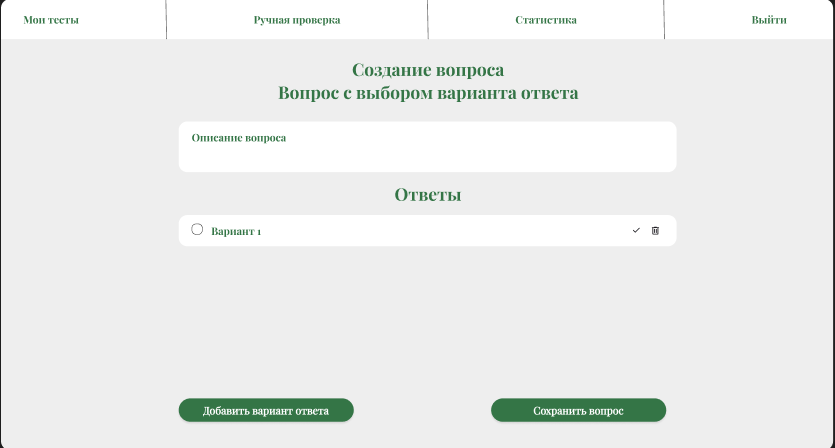 Мои тесты
Ручная проверка
Статистика
Выйти
Создание вопроса
Вопрос с выбором варианта ответа
Описание вопроса
Ответы
Вариант 1
Добавить вариант ответа
Сохранить вопрос